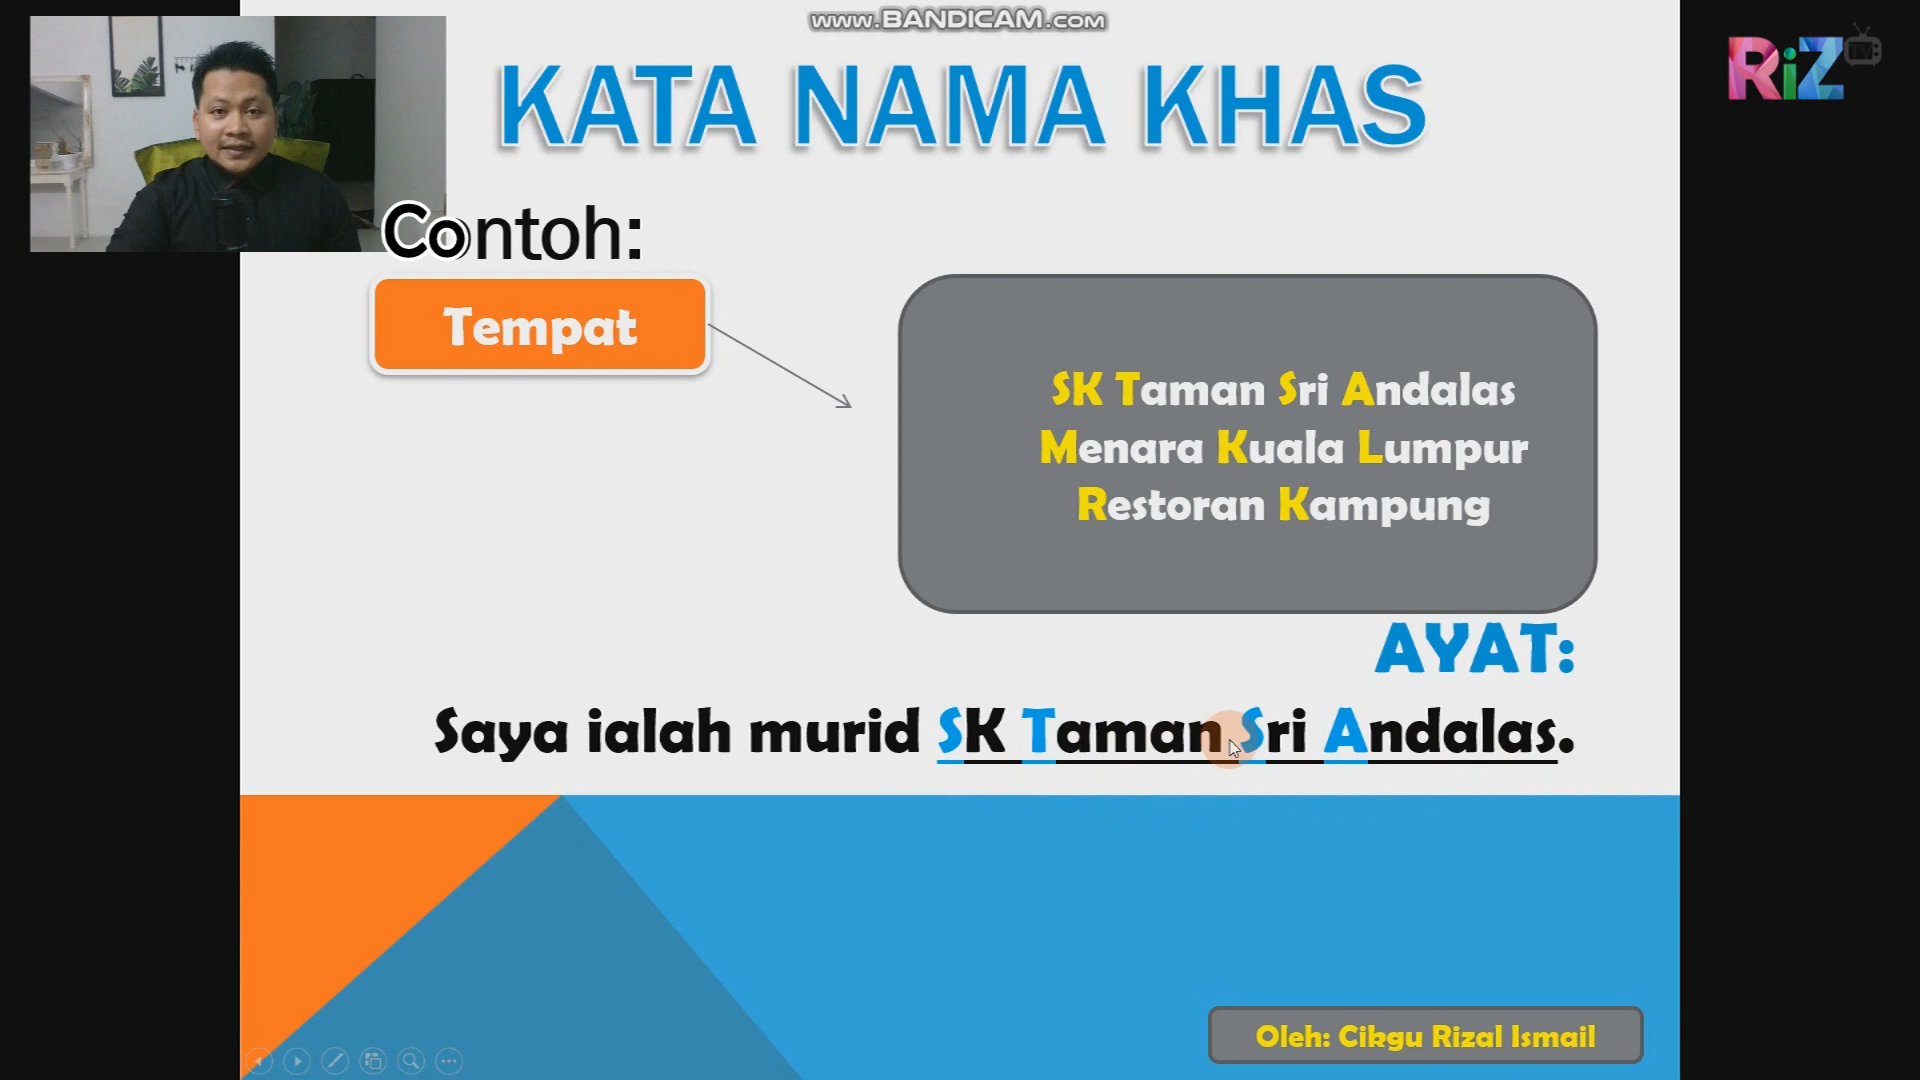 www.BANDICAM.com
RiZ TV
KATA NAMA KHAS
Contoh:
Tempat
SK Taman Sri Andalas
Menara Kuala Lumpur
Restoran Kampung
AYAT:
Saya ialah murid SK Taman Sri Andalas.
Oleh: Cikgu Rizal Ismail